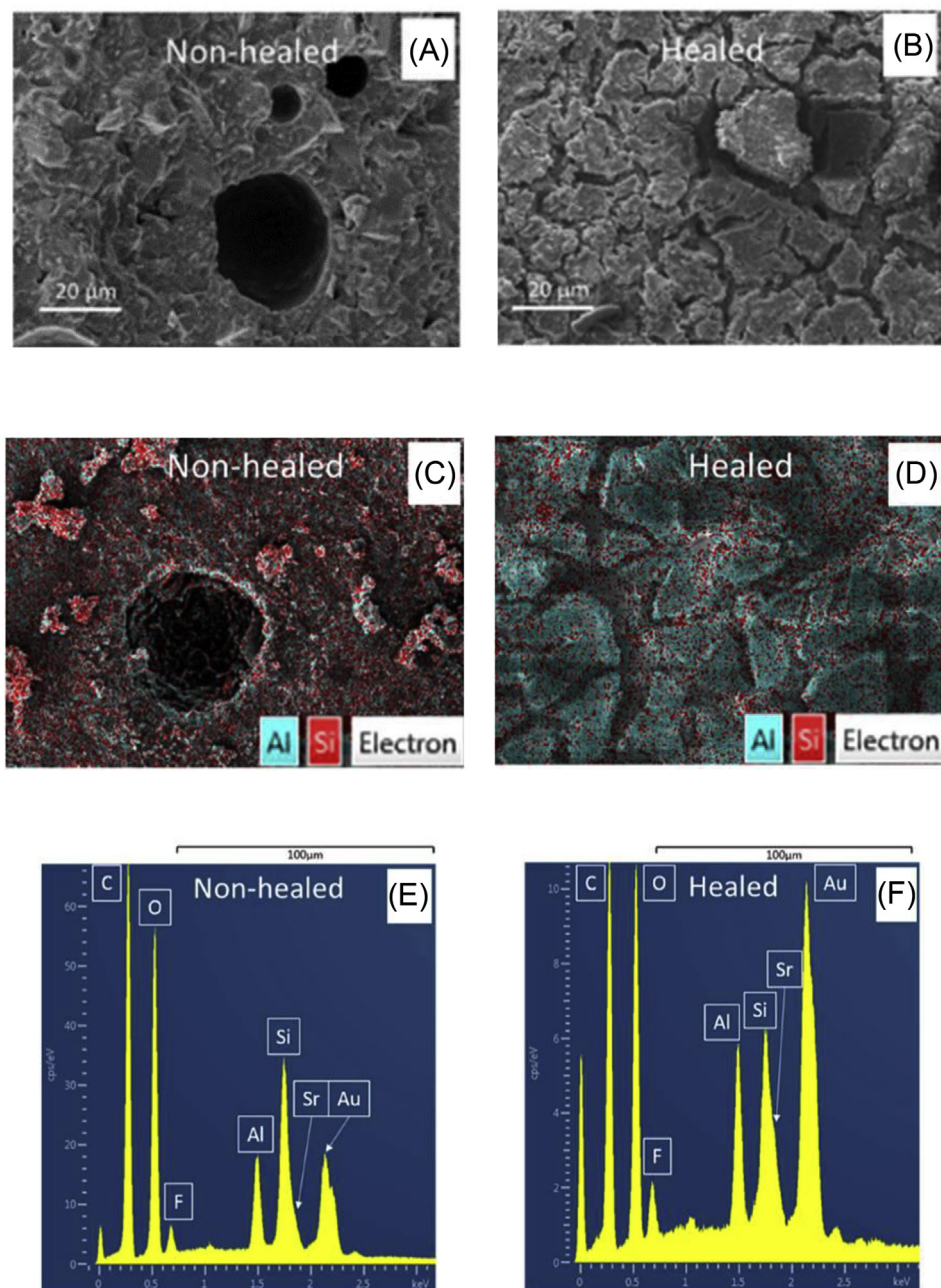 Non-healed
(A)
20 µm
Healed
(B)
20 µm
Non-healed
(C)
Al Si Electron
Healed
(D)
Al Si Electron
100µm
Non-healed
(E)
C
O
F
Al
Si
Sr Au
60
50
40
30
20
10
0
cps/eV
0 0.5 1 1.5 2 2.5 keV
100µm
Healed
(F)
C
O
F
Al
Si
Sr
Au
10
8
6
4
2
0
cps/eV
0 0.5 1 1.5 2 2.5 keV